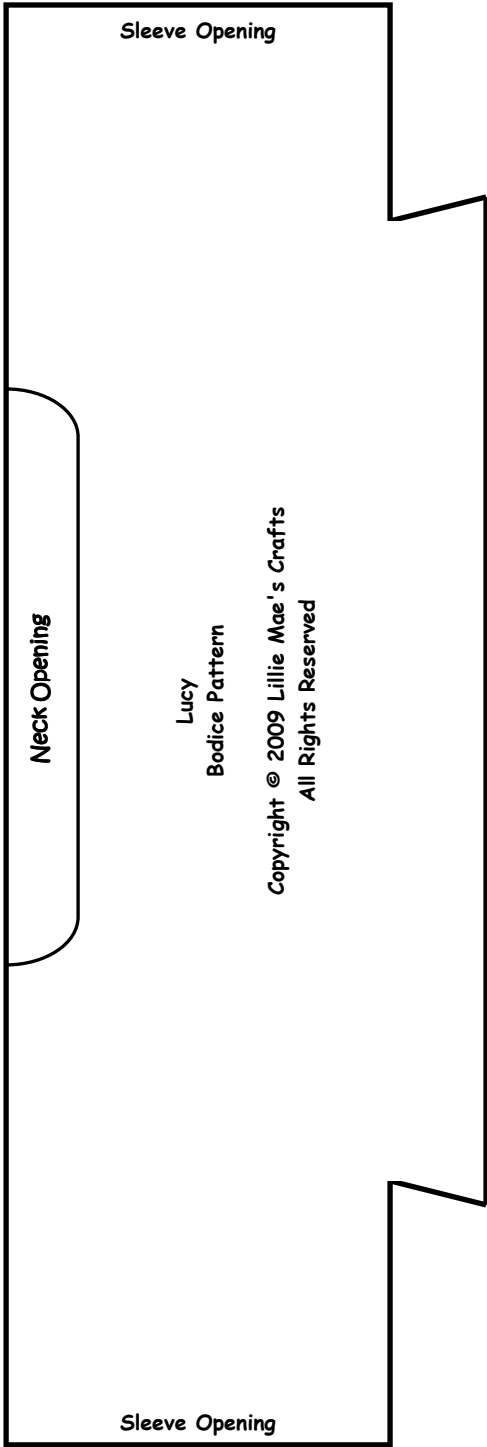 Sleeve Opening
Neck Opening
Lucy
Bodice Pattern
Copyright © 2009 Lillie Mae's Crafts
All Rights Reserved
Sleeve Opening